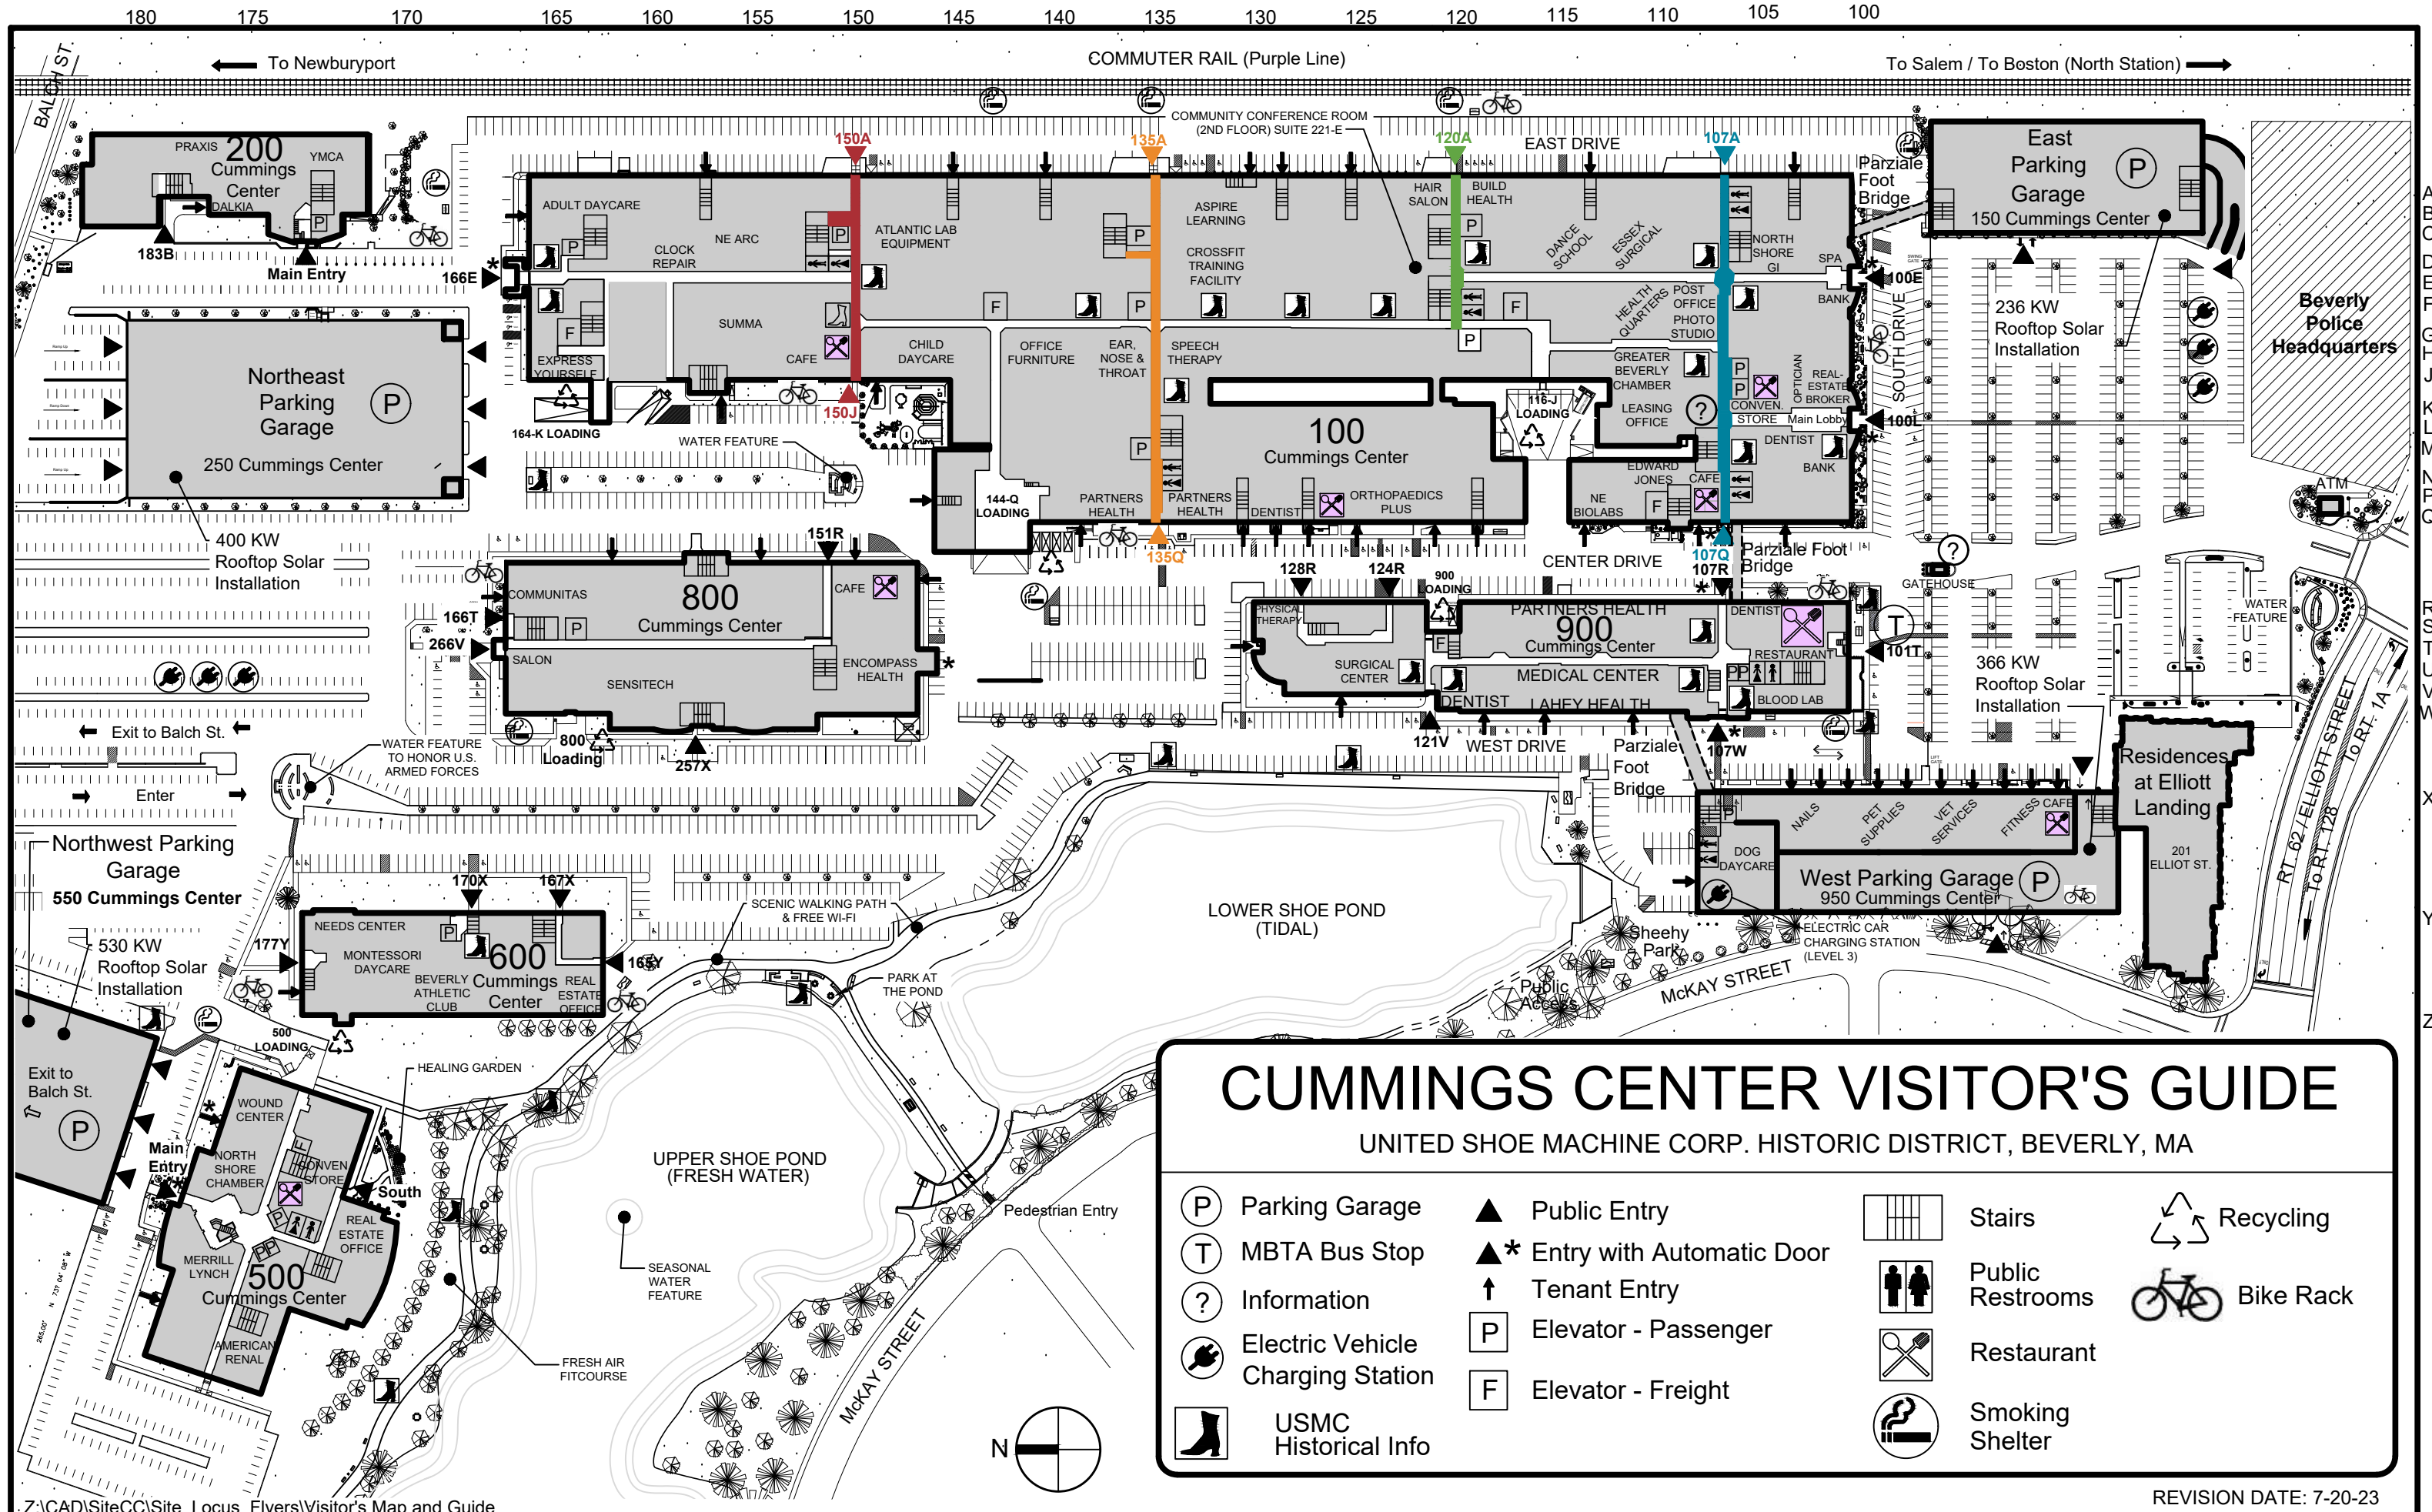 180 175 170 165 160 155 150 145 140 135 130 125 120 115 110 105 100
To Newburyport
COMMUTER RAIL (Purple Line)
To Salem / To Boston (North Station)
BALCH ST.
PRAXIS
200
Cummings
Center
YMCA
DALKIA
P
183B
Main Entry
166E
COMMUNITY CONFERENCE ROOM
(2ND FLOOR) SUITE 221-E
150A
135A
120A
107A
EAST DRIVE
Parziale
Foot
Bridge
East
Parking
Garage
P
150 Cummings Center
A
B
C
D
E
F
G
H
J
K
L
M
N
P
Q
R
S
T
U
V
W
X
Y
Z
ADULT DAYCARE
P
CLOCK
REPAIR
NE ARC
P
ATLANTIC LAB
EQUIPMENT
P
ASPIRE
LEARNING
CROSSFIT
TRAINING
FACILITY
HAIR
SALON
BUILD
HEALTH
P
DANCE
SCHOOL
ESSEX
SURGICAL
NORTH
SHORE
GI
SPA
100E
BANK
F
EXPRESS
YOURSELF
SUMMA
CAFE
CHILD
DAYCARE
F
P
OFFICE
FURNITURE
EAR,
NOSE &
THROAT
SPEECH
THERAPY
F
P
HEALTH
QUARTERS
POST
OFFICE
PHOTO
STUDIO
GREATER
BEVERLY
CHAMBER
LEASING
OFFICE
?
P
P
OPTICIAN
REAL-
ESTATE
BROKER
CONVEN.
STORE
Main Lobby
100L
DENTIST
BANK
SOUTH DRIVE
SWING
GATE
236 KW
Rooftop Solar
Installation
Beverly
Police
Headquarters
ATM
Northeast
Parking
Garage
P
250 Cummings Center
Ramp Up
Ramp Down
Ramp Up
400 KW
Rooftop Solar
Installation
164-K LOADING
150J
WATER FEATURE
144-Q
LOADING
100
Cummings Center
P
116-J
LOADING
PARTNERS
HEALTH
PARTNERS
HEALTH
DENTIST
ORTHOPAEDICS
PLUS
EDWARD
JONES
CAFE
NE
BIOLABS
F
135Q
107Q
107R
CENTER DRIVE
Parziale Foot
Bridge
?
GATEHOUSE
151R
COMMUNITAS
800
Cummings Center
CAFE
166T
P
266V
SALON
SENSITECH
ENCOMPASS
HEALTH
800
Loading
257X
128R
124R
900
LOADING
PHYSICAL
THERAPY
SURGICAL
CENTER
F
PARTNERS HEALTH
900
Cummings Center
MEDICAL CENTER
DENTIST
LAHEY HEALTH
DENTIST
RESTAURANT
PP
BLOOD LAB
T
101T
121V
WEST DRIVE
107W
Parziale
Foot
Bridge
LIFT
GATE
366 KW
Rooftop Solar
Installation
WATER
FEATURE
Exit to Balch St.
Enter
WATER FEATURE
TO HONOR U.S.
ARMED FORCES
RT. 62 / ELLIOTT STREET
To RT. 1A
To RT. 128
Residences
at Elliott
Landing
201
ELLIOT ST.
P
NAILS
PET
SUPPLIES
VET
SERVICES
FITNESS
CAFE
DOG
DAYCARE
West Parking Garage
950 Cummings Center
P
ELECTRIC CAR
CHARGING STATION
(LEVEL 3)
Sheehy
Park
Public
Access
McKAY STREET
Northwest Parking
Garage
550 Cummings Center
530 KW
Rooftop Solar
Installation
170X
167X
NEEDS CENTER
P
MONTESSORI
DAYCARE
BEVERLY
ATHLETIC
CLUB
600
Cummings
Center
REAL
ESTATE
OFFICE
177Y
165Y
SCENIC WALKING PATH
& FREE WI-FI
PARK AT
THE POND
LOWER SHOE POND
(TIDAL)
500
LOADING
Exit to
Balch St.
P
HEALING GARDEN
WOUND
CENTER
Main
Entry
NORTH
SHORE
CHAMBER
F
CONVEN
STORE
South
P
PP
REAL
ESTATE
OFFICE
MERRILL
LYNCH
500
Cummings Center
AMERICAN
RENAL
UPPER SHOE POND
(FRESH WATER)
SEASONAL
WATER
FEATURE
FRESH AIR
FITCOURSE
Pedestrian Entry
McKAY STREET
N
CUMMINGS CENTER VISITOR'S GUIDE
UNITED SHOE MACHINE CORP. HISTORIC DISTRICT, BEVERLY, MA
P Parking Garage
T MBTA Bus Stop
? Information
Electric Vehicle
Charging Station
USMC
Historical Info
Public Entry
* Entry with Automatic Door
Tenant Entry
P Elevator - Passenger
F Elevator - Freight
Stairs
Public
Restrooms
Restaurant
Smoking
Shelter
Recycling
Bike Rack
Z:\CAD\SiteCC\Site_Locus_Flyers\Visitor's Map and Guide
REVISION DATE: 7-20-23